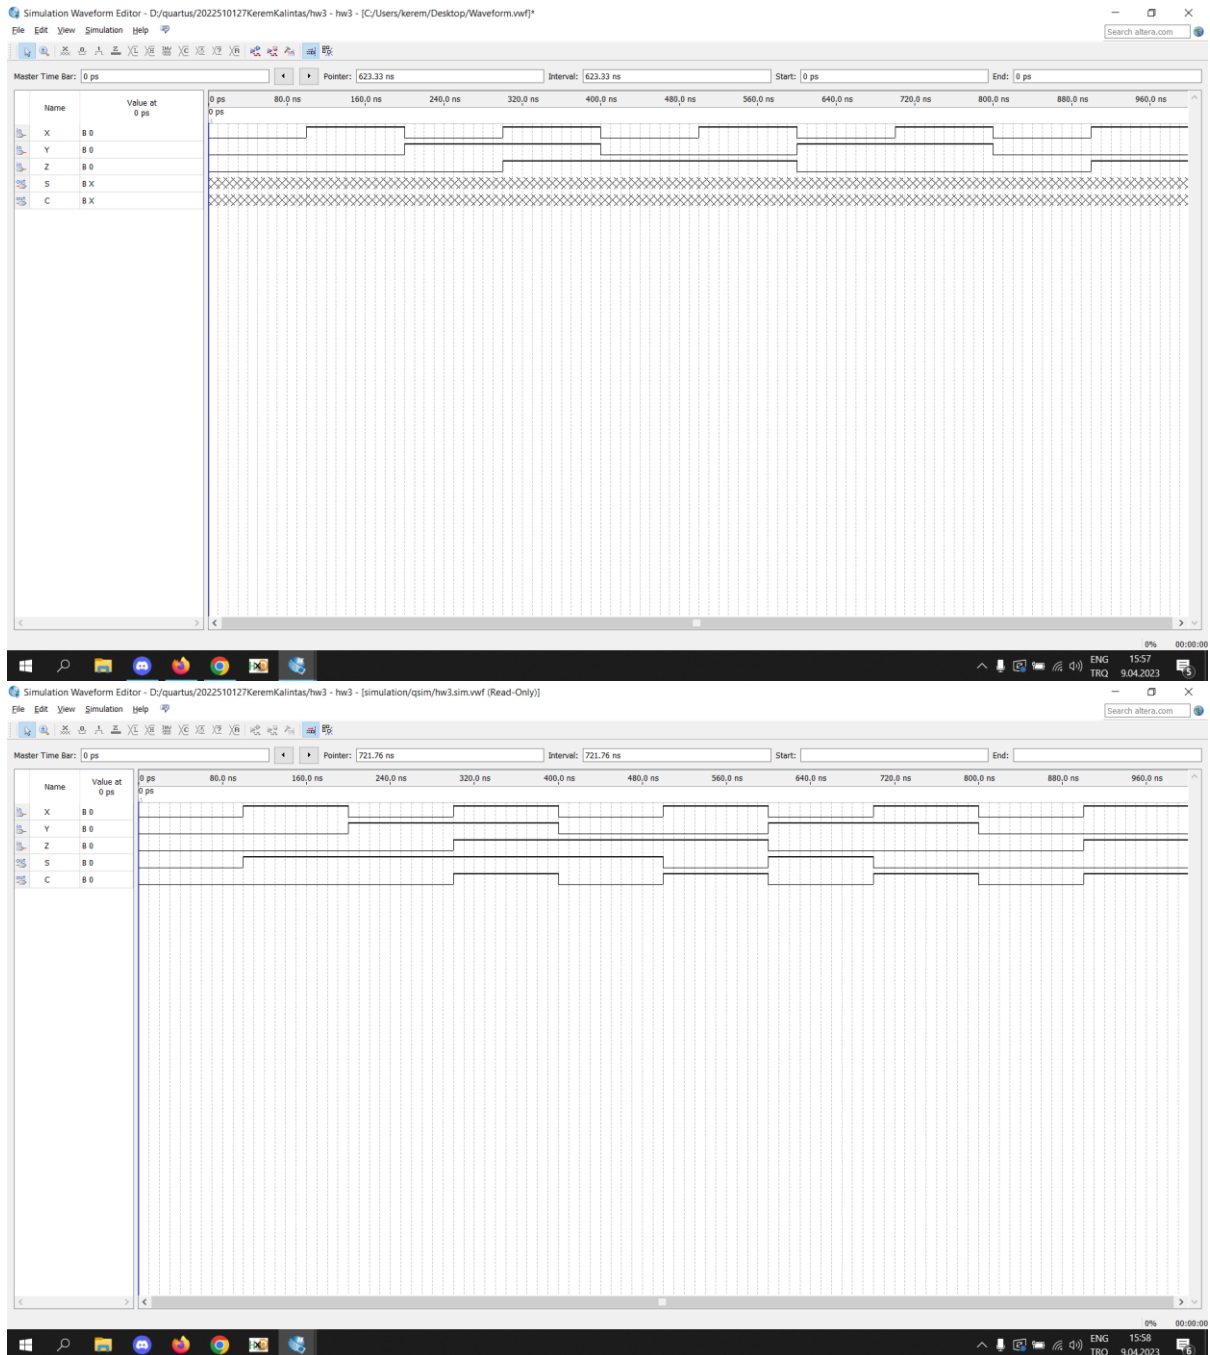 Simulation Waveform Editor - D:/quartus/2022510127KeremKalintas/hw3 - hw3 - [C:/Users/kerem/Desktop/Waveform.vwf]*
File Edit View Simulation Help
Search altera.com
Master Time Bar: 0 ps Pointer: 623.33 ns Interval: 623.33 ns Start: 0 ps End: 0 ps
Name Value at 0 ps
0 ps 80.0 ns 160.0 ns 240.0 ns 320.0 ns 400.0 ns 480.0 ns 560.0 ns 640.0 ns 720.0 ns 800.0 ns 880.0 ns 960.0 ns
0 ps
X B 0
Y B 0
Z B 0
S B X
C B X
0% 00:00:00
ENG 15:57
TRQ 9.04.2023 5
Simulation Waveform Editor - D:/quartus/2022510127KeremKalintas/hw3 - hw3 - [simulation/qsim/hw3.sim.vwf (Read-Only)]
File Edit View Simulation Help
Search altera.com
Master Time Bar: 0 ps Pointer: 721.76 ns Interval: 721.76 ns Start: End:
Name Value at 0 ps
0 ps 80.0 ns 160.0 ns 240.0 ns 320.0 ns 400.0 ns 480.0 ns 560.0 ns 640.0 ns 720.0 ns 800.0 ns 880.0 ns 960.0 ns
0 ps
X B 0
Y B 0
Z B 0
S B 0
C B 0
0% 00:00:00
ENG 15:58
TRQ 9.04.2023 6